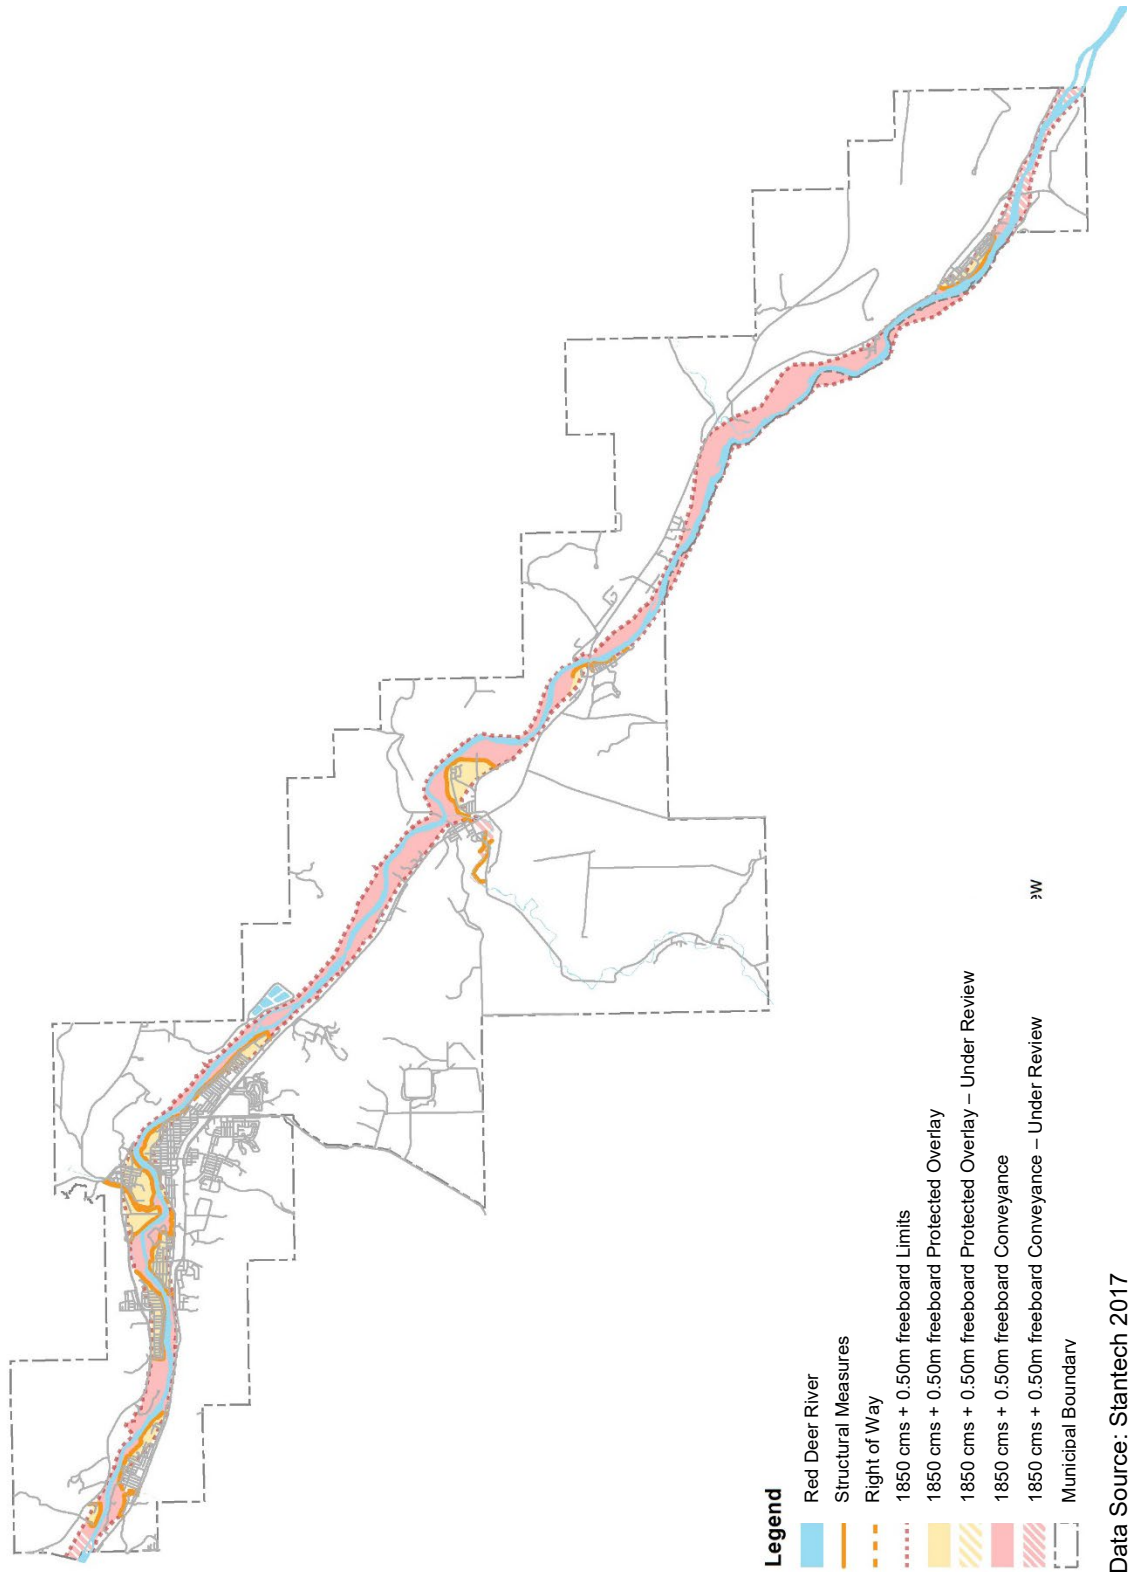 Legend
Red Deer River
Structural Measures
Right of Way
1850 cms + 0.50m freeboard Limits
1850 cms + 0.50m freeboard Protected Overlay
1850 cms + 0.50m freeboard Protected Overlay – Under Review
1850 cms + 0.50m freeboard Conveyance
1850 cms + 0.50m freeboard Conveyance – Under Review
Municipal Boundary
Data Source: Stantech 2017